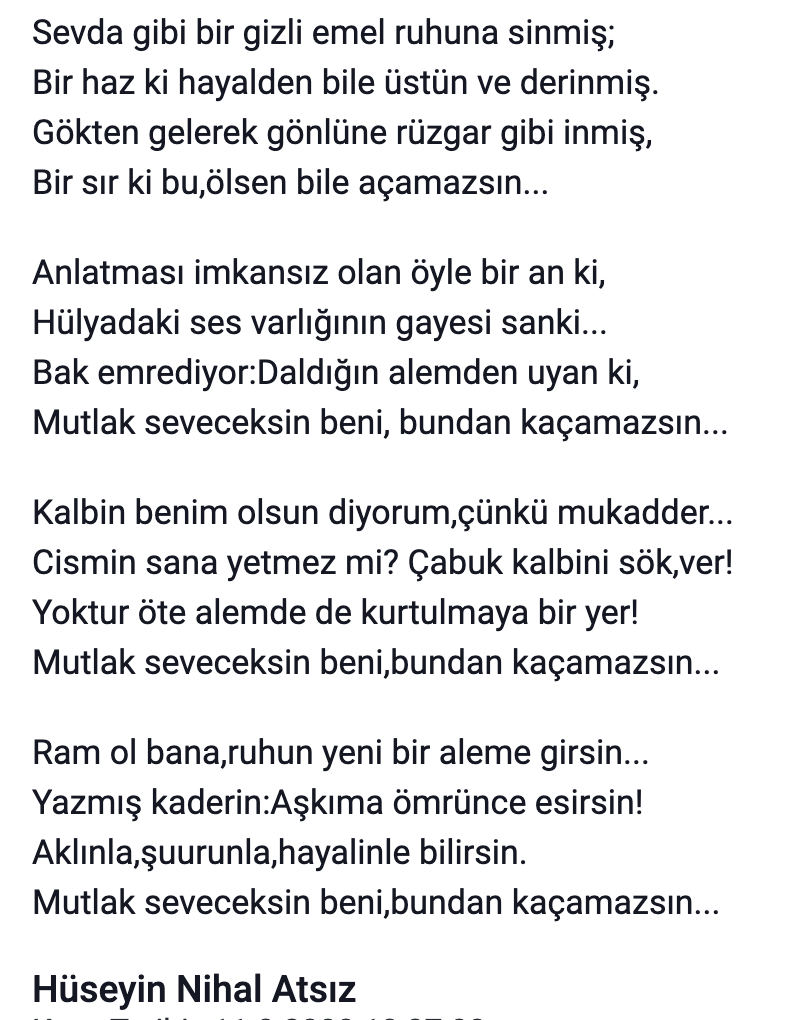 Sevda gibi bir gizli emel ruhuna sinmiş;
Bir haz ki hayalden bile üstün ve derinmiş.
Gökten gelerek gönlüne rüzgar gibi inmiş,
Bir sır ki bu,ölsen bile açamazsın...
Anlatması imkansız olan öyle bir an ki,
Hülyadaki ses varlığının gayesi sanki...
Bak emrediyor:Daldığın alemden uyan ki,
Mutlak seveceksin beni, bundan kaçamazsın...
Kalbin benim olsun diyorum,çünkü mukadder...
Cismin sana yetmez mi? Çabuk kalbini sök,ver!
Yoktur öte alemde de kurtulmaya bir yer!
Mutlak seveceksin beni,bundan kaçamazsın...
Ram ol bana,ruhun yeni bir aleme girsin...
Yazmış kaderin:Aşkıma ömrünce esirsin!
Aklınla,şuurunla,hayalinle bilirsin.
Mutlak seveceksin beni,bundan kaçamazsın...
Hüseyin Nihal Atsız